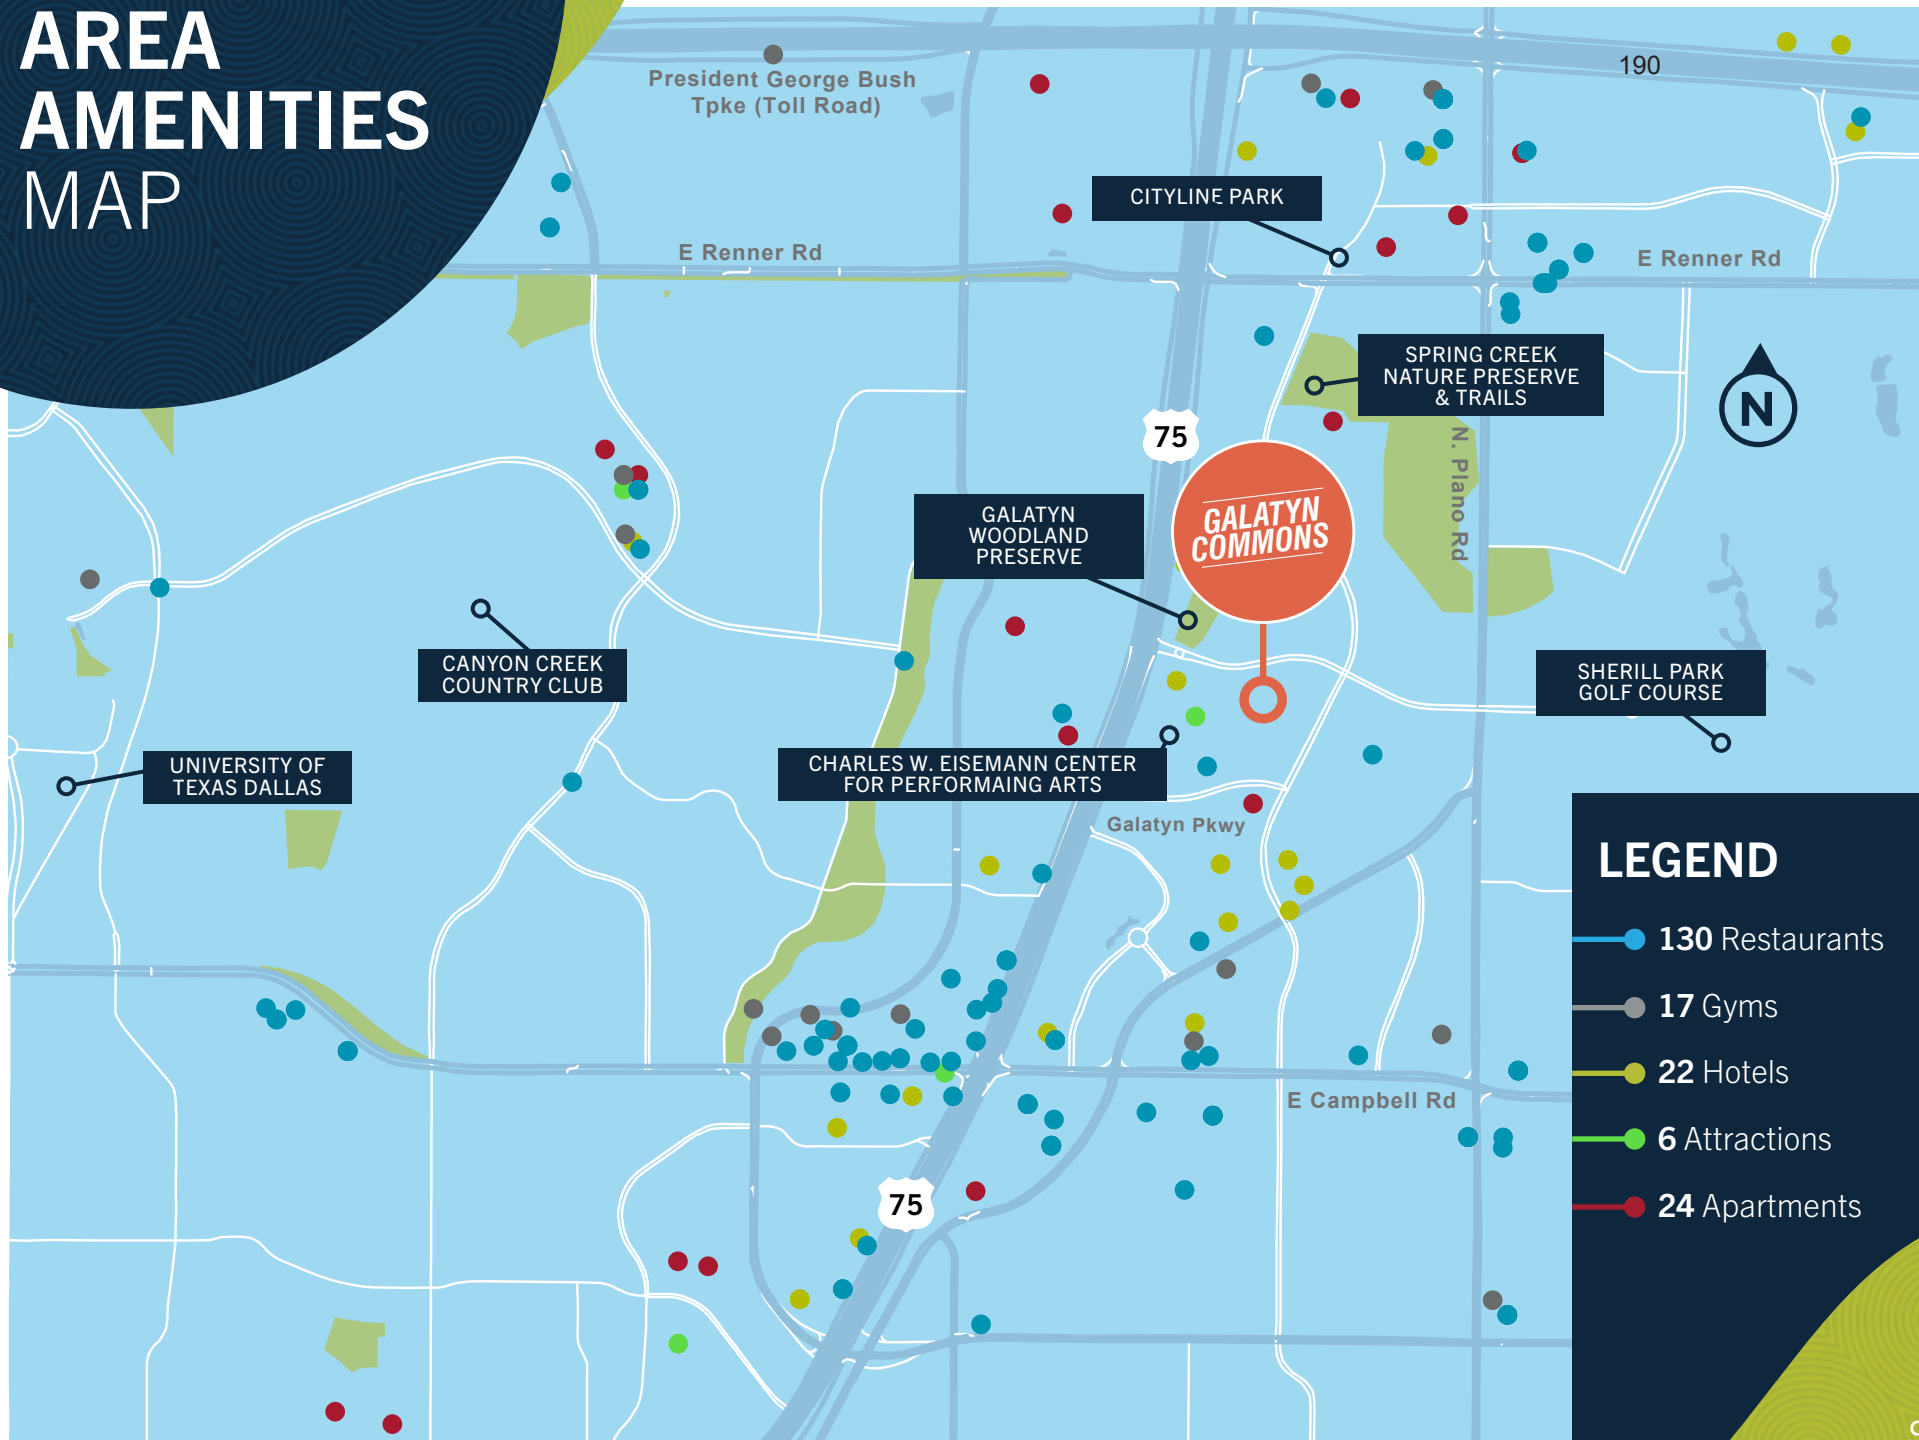 AREA
AMENITIES
MAP
President George Bush
Tpke (Toll Road)
190
CITYLINE PARK
E Renner Rd
E Renner Rd
SPRING CREEK
NATURE PRESERVE
& TRAILS
N
75
N. Plano Rd
GALATYN
COMMONS
GALATYN
WOODLAND
PRESERVE
CANYON CREEK
COUNTRY CLUB
SHERILL PARK
GOLF COURSE
UNIVERSITY OF
TEXAS DALLAS
CHARLES W. EISEMANN CENTER
FOR PERFORMAING ARTS
Galatyn Pkwy
E Campbell Rd
75
LEGEND
130 Restaurants
17 Gyms
22 Hotels
6 Attractions
24 Apartments